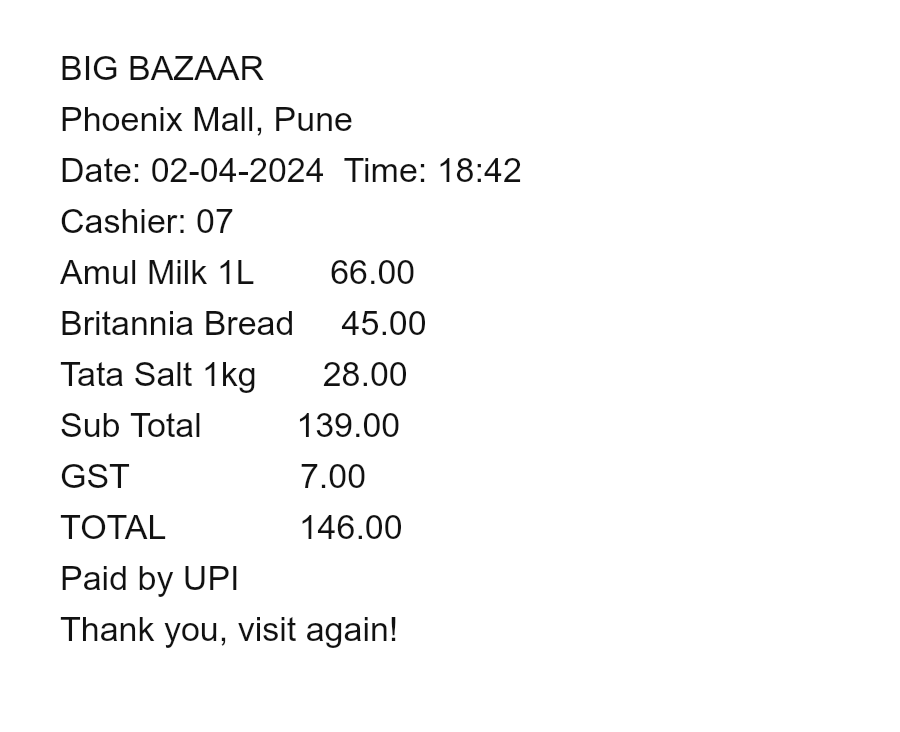 BIG BAZAAR
Phoenix Mall, Pune
Date: 02-04-2024  Time: 18:42
Cashier: 07
Amul Milk 1L        66.00
Britannia Bread     45.00
Tata Salt 1kg       28.00
Sub Total          139.00
GST                  7.00
TOTAL              146.00
Paid by UPI
Thank you, visit again!